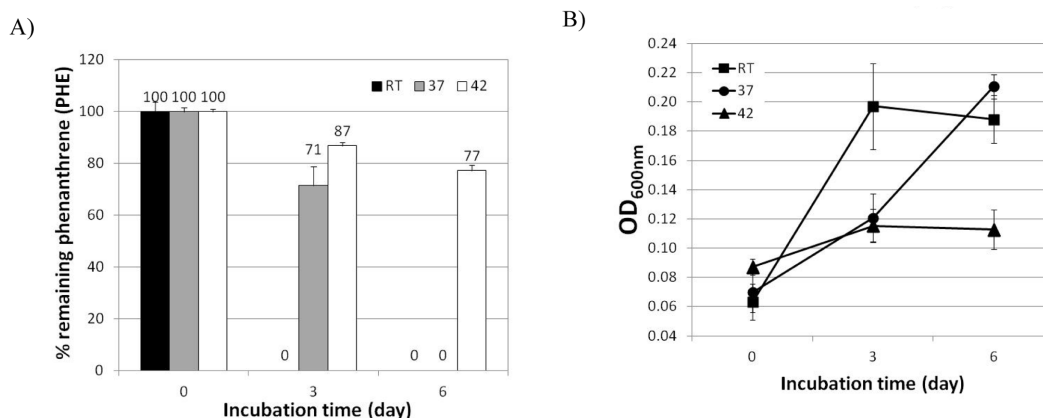 A)
% remaining phenanthrene (PHE)
120
100
80
60
40
20
0
RT 37 42
100 100 100
0 71 87
0 0 77
0 3 6
Incubation time (day)
B)
OD600nm
0.24
0.22
0.20
0.18
0.16
0.14
0.12
0.10
0.08
0.06
0.04
RT
37
42
0 3 6
Incubation time (day)